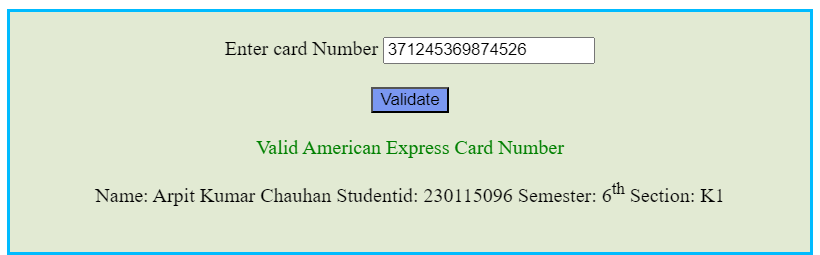 Enter card Number 371245369874526
Validate
Valid American Express Card Number
Name: Arpit Kumar Chauhan Studentid: 230115096 Semester: 6th Section: K1